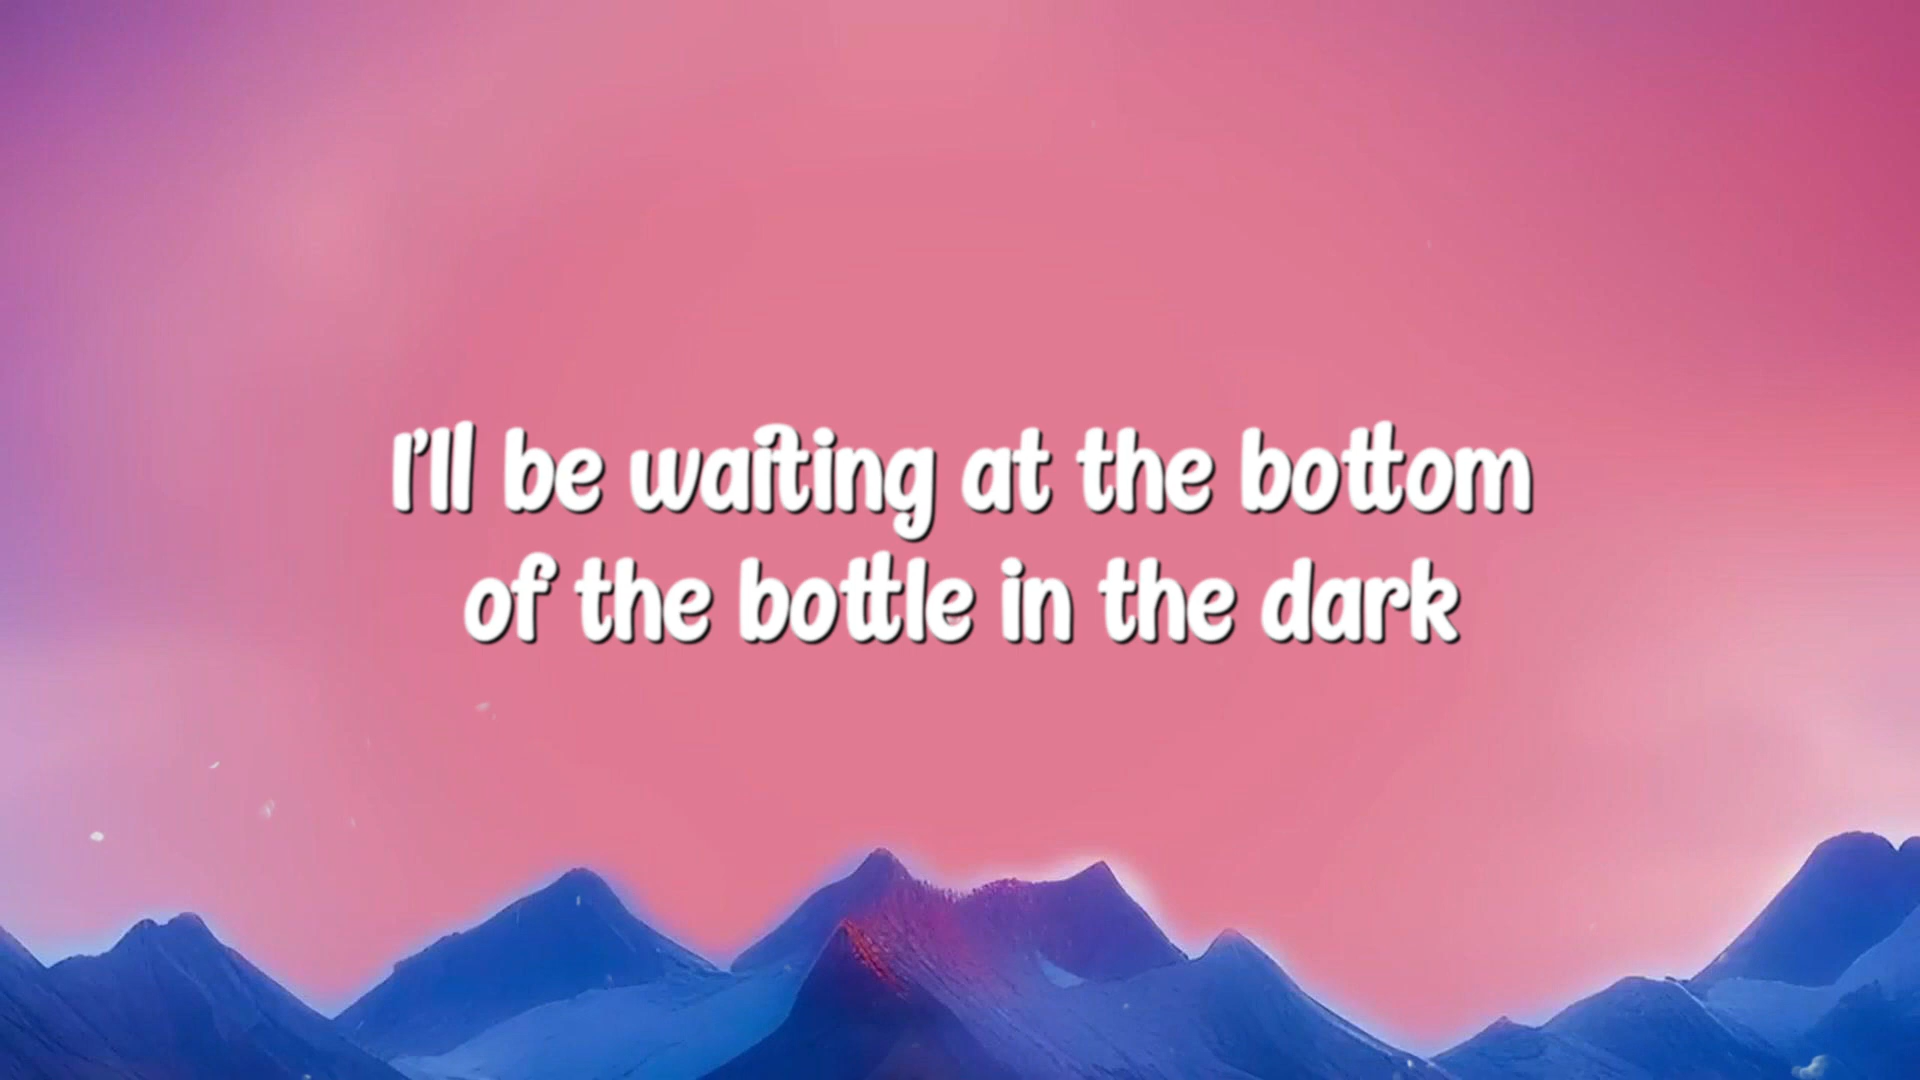 I'll be waiting at the bottom
of the bottle in the dark